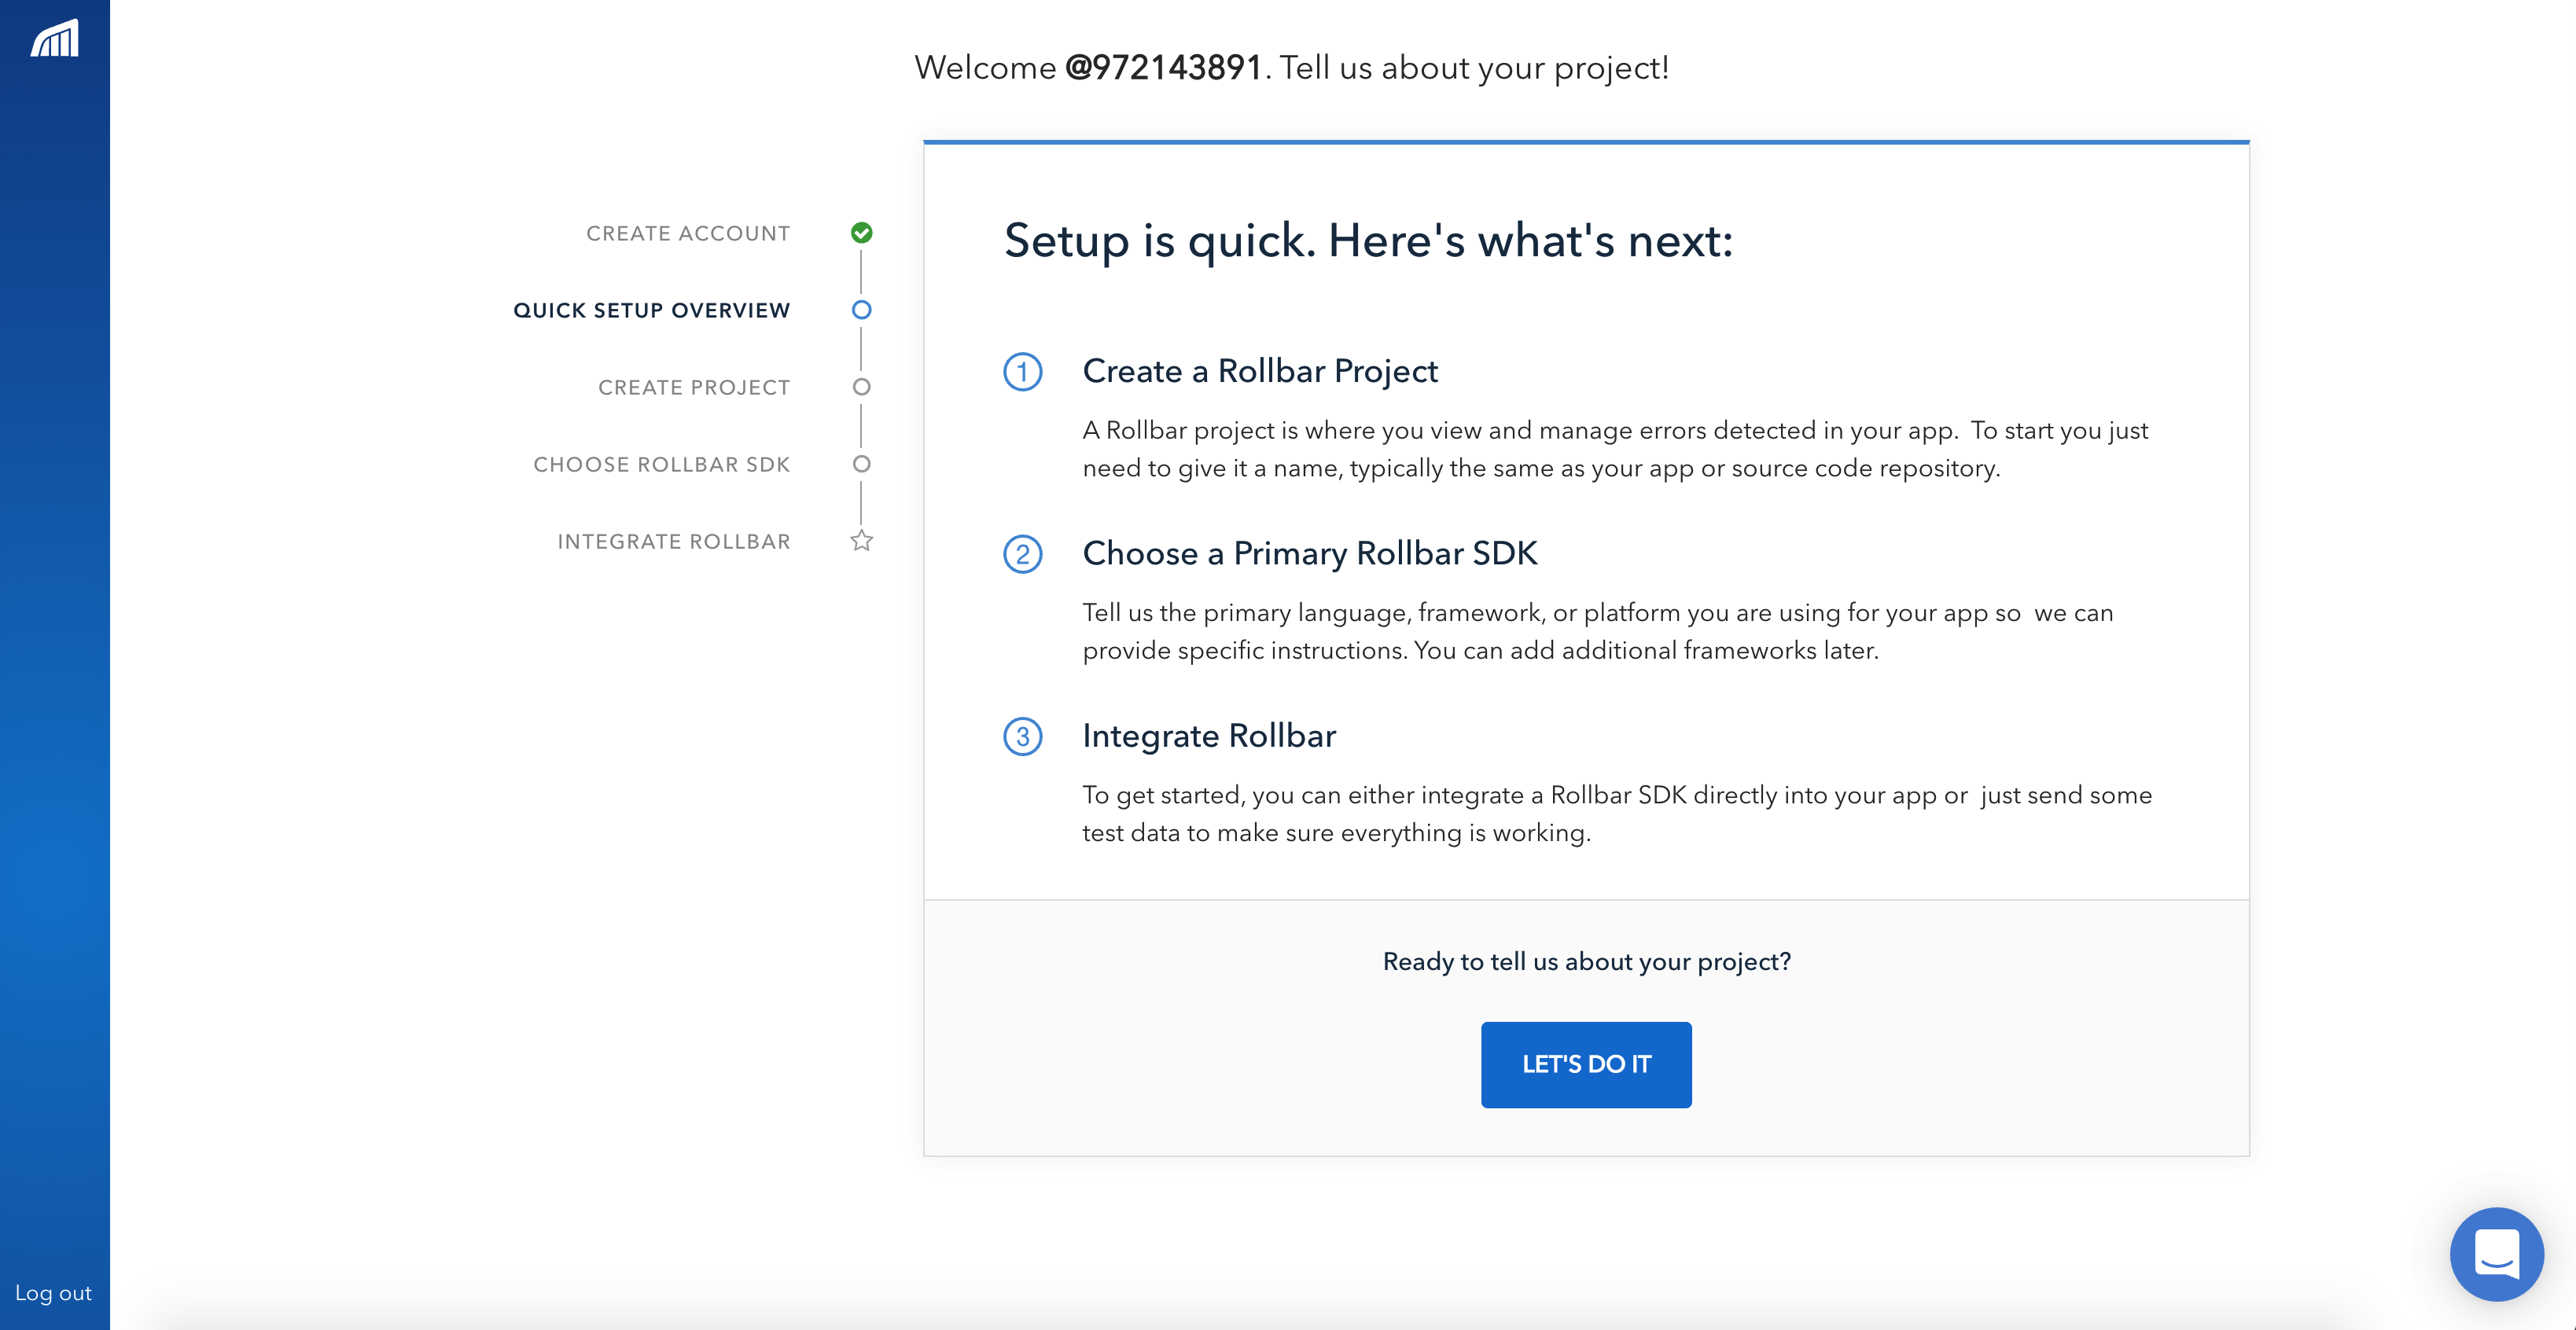 Welcome @972143891. Tell us about your project!
CREATE ACCOUNT
QUICK SETUP OVERVIEW
CREATE PROJECT
CHOOSE ROLLBAR SDK
INTEGRATE ROLLBAR
Setup is quick. Here's what's next:
1 Create a Rollbar Project
A Rollbar project is where you view and manage errors detected in your app.  To start you just
need to give it a name, typically the same as your app or source code repository.
2 Choose a Primary Rollbar SDK
Tell us the primary language, framework, or platform you are using for your app so  we can
provide specific instructions. You can add additional frameworks later.
3 Integrate Rollbar
To get started, you can either integrate a Rollbar SDK directly into your app or  just send some
test data to make sure everything is working.
Ready to tell us about your project?
LET'S DO IT
Log out